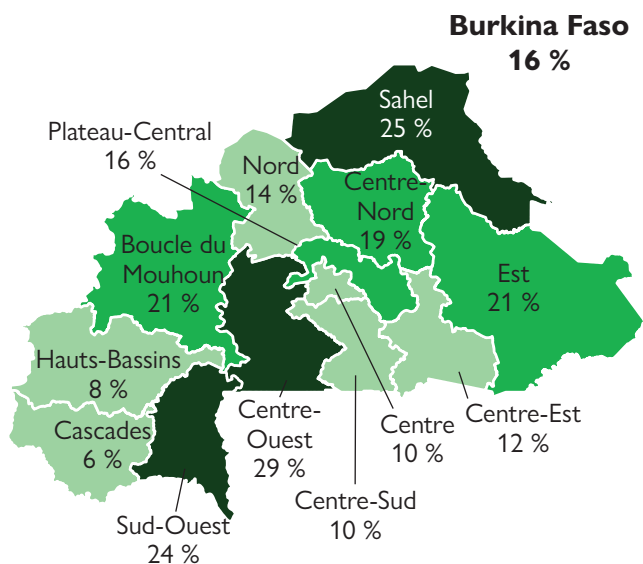 Burkina Faso
16 %
Sahel
25 %
Plateau-Central
16 %
Nord
14 %
Centre-
Nord
19 %
Boucle du
Mouhoun
21 %
Est
21 %
Hauts-Bassins
8 %
Cascades
6 %
Centre-
Ouest
29 %
Centre
10 %
Centre-Est
12 %
Centre-Sud
10 %
Sud-Ouest
24 %